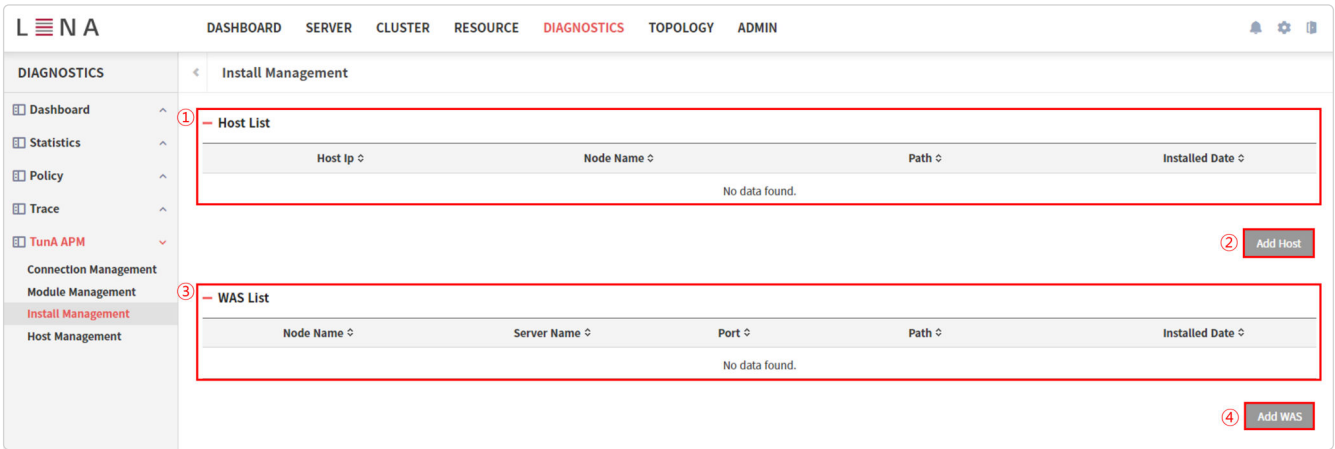 LENA
DASHBOARD SERVER CLUSTER RESOURCE DIAGNOSTICS TOPOLOGY ADMIN
DIAGNOSTICS
Install Management
Dashboard
Statistics
Policy
Trace
TunA APM
Connection Management
Module Management
Install Management
Host Management
①
Host List
Host Ip Node Name Path Installed Date
No data found.
② Add Host
③
WAS List
Node Name Server Name Port Path Installed Date
No data found.
④ Add WAS